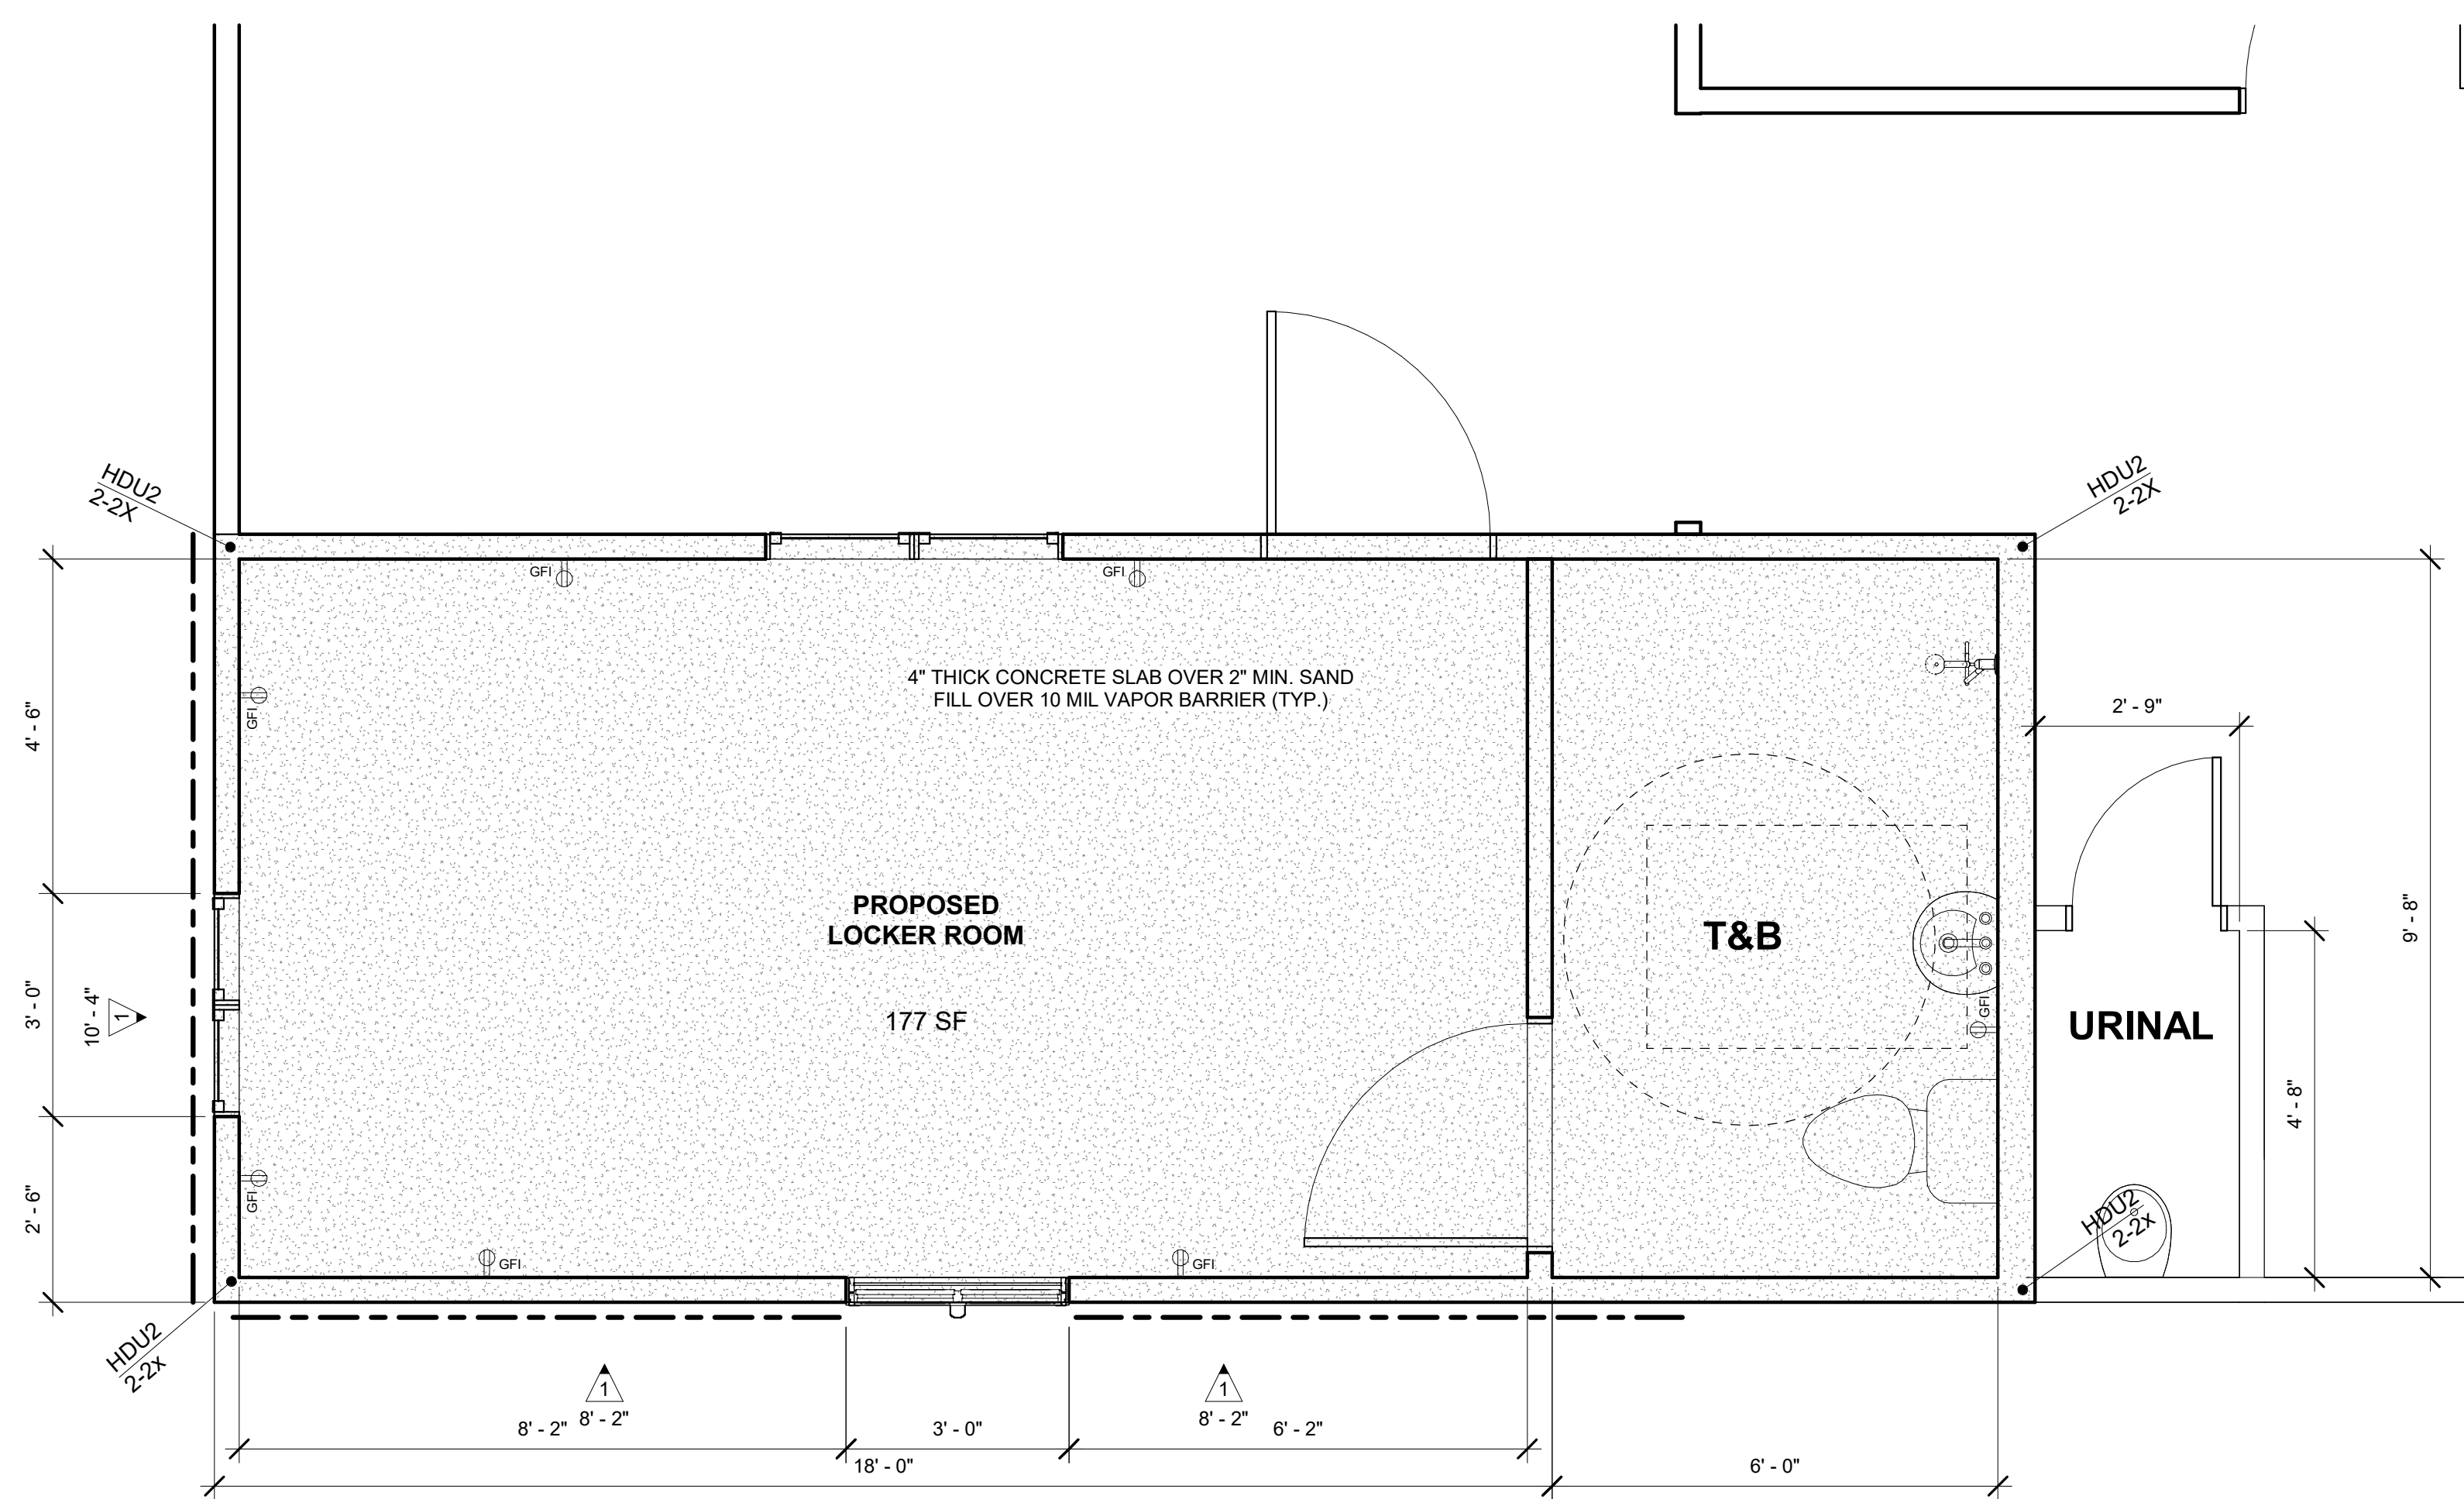 HDU2
2-2X
HDU2
2-2X
GFI
GFI
4" THICK CONCRETE SLAB OVER 2" MIN. SAND
FILL OVER 10 MIL VAPOR BARRIER (TYP.)
GFI
4' - 6"
2' - 9"
PROPOSED
LOCKER ROOM
T&B
9' - 8"
3' - 0"
10' - 4"
1
177 SF
GFI
URINAL
4' - 8"
2' - 6"
GFI
HDU2
2-2x
GFI
GFI
HDU2
2-2x
1
1
8' - 2"
8' - 2"
3' - 0"
8' - 2"
6' - 2"
18' - 0"
6' - 0"